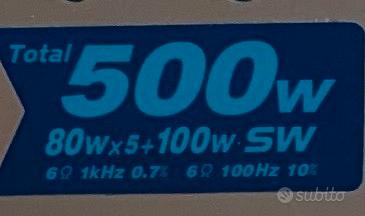 Total 500W
80W×5+100W·SW
6Ω 1kHz 0.7% 6Ω 100Hz 10%
subito